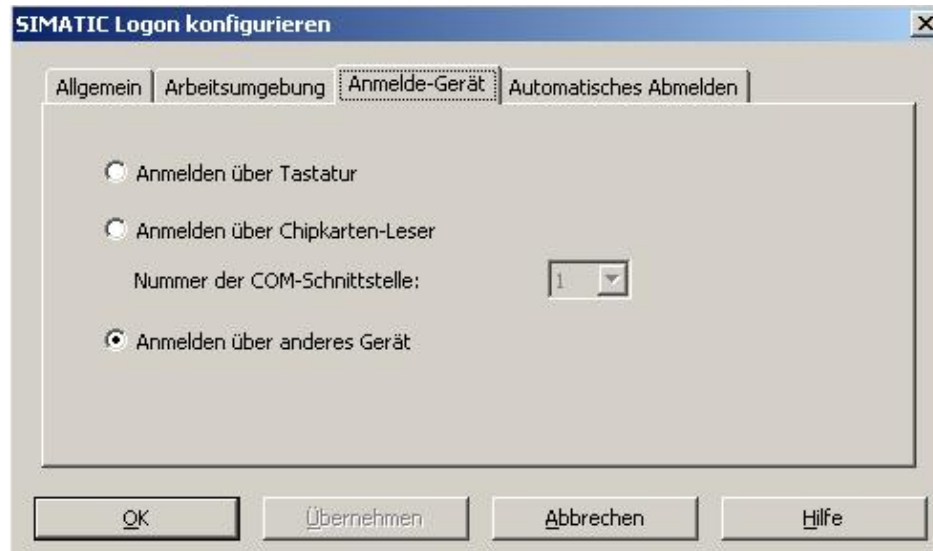 SIMATIC Logon konfigurieren
Allgemein Arbeitsumgebung Anmelde-Gerät Automatisches Abmelden
Anmelden über Tastatur
Anmelden über Chipkarten-Leser
Nummer der COM-Schnittstelle: 1
Anmelden über anderes Gerät
OK Übernehmen Abbrechen Hilfe